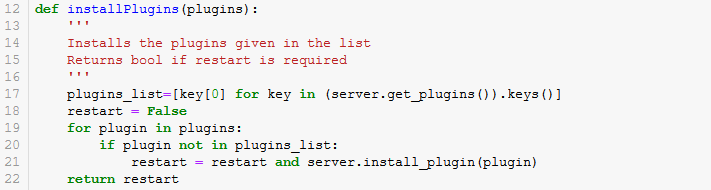 12 def installPlugins(plugins):
13     '''
14     Installs the plugins given in the list
15     Returns bool if restart is required
16     '''
17     plugins_list=[key[0] for key in (server.get_plugins()).keys()]
18     restart = False
19     for plugin in plugins:
20         if plugin not in plugins_list:
21             restart = restart and server.install_plugin(plugin)
22     return restart